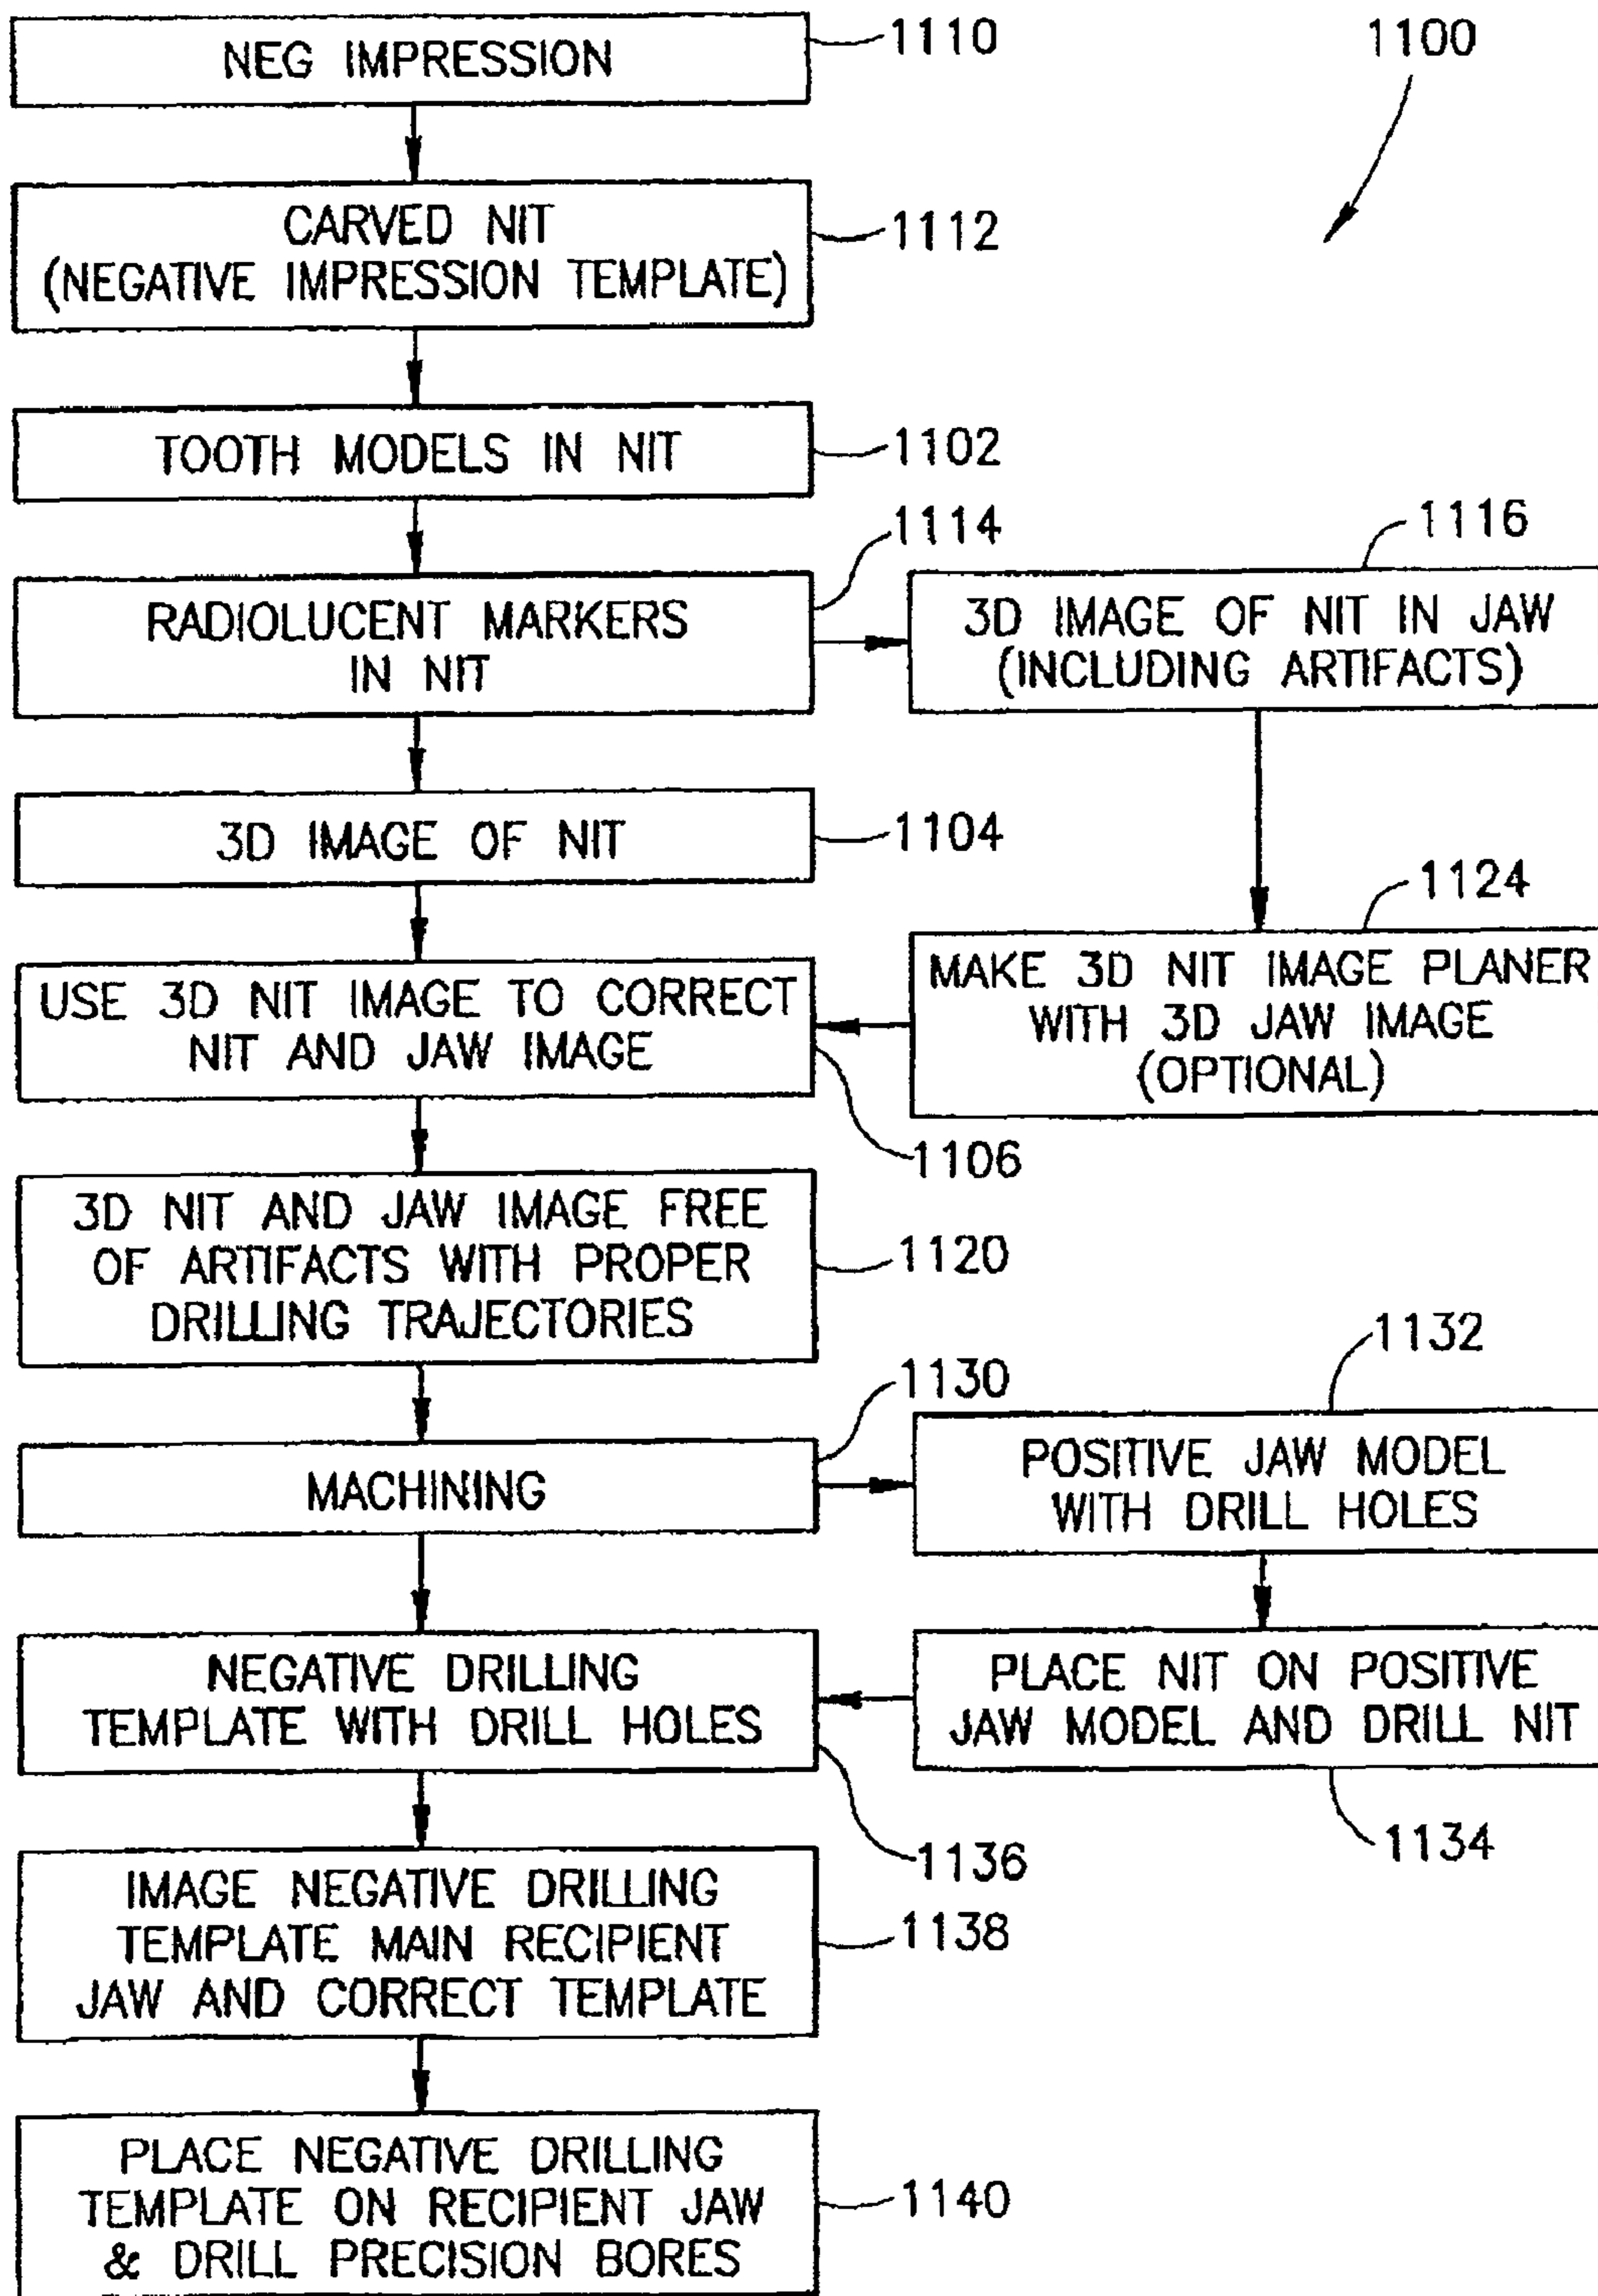 NEG IMPRESSION
1110
1100
CARVED NIT
(NEGATIVE IMPRESSION TEMPLATE)
1112
TOOTH MODELS IN NIT
1102
RADIOLUCENT MARKERS
IN NIT
1114
3D IMAGE OF NIT IN JAW
(INCLUDING ARTIFACTS)
1116
3D IMAGE OF NIT
1104
MAKE 3D NIT IMAGE PLANER
WITH 3D JAW IMAGE
(OPTIONAL)
1124
USE 3D NIT IMAGE TO CORRECT
NIT AND JAW IMAGE
1106
3D NIT AND JAW IMAGE FREE
OF ARTIFACTS WITH PROPER
DRILLING TRAJECTORIES
1120
MACHINING
1130
POSITIVE JAW MODEL
WITH DRILL HOLES
1132
PLACE NIT ON POSITIVE
JAW MODEL AND DRILL NIT
1134
NEGATIVE DRILLING
TEMPLATE WITH DRILL HOLES
1136
IMAGE NEGATIVE DRILLING
TEMPLATE MAIN RECIPIENT
JAW AND CORRECT TEMPLATE
1138
PLACE NEGATIVE DRILLING
TEMPLATE ON RECIPIENT JAW
& DRILL PRECISION BORES
1140